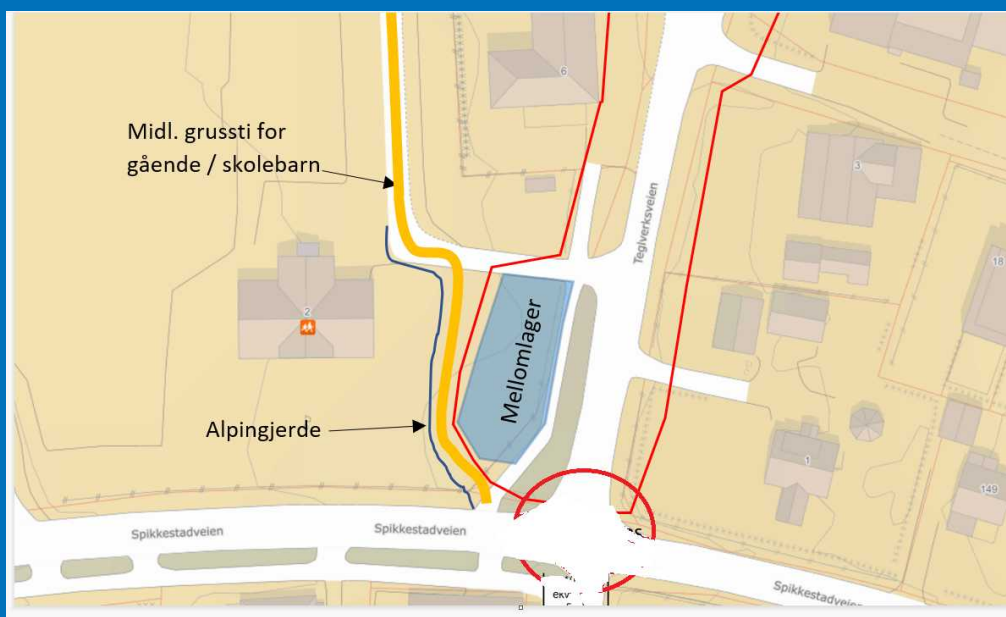 6
Midl. grussti for
gående / skolebarn
3
Teglverksveien
18
2
Mellomlager
Alpingjerde
1
149
Spikkestadveien
Spikkestadveien
Spikkestadveien